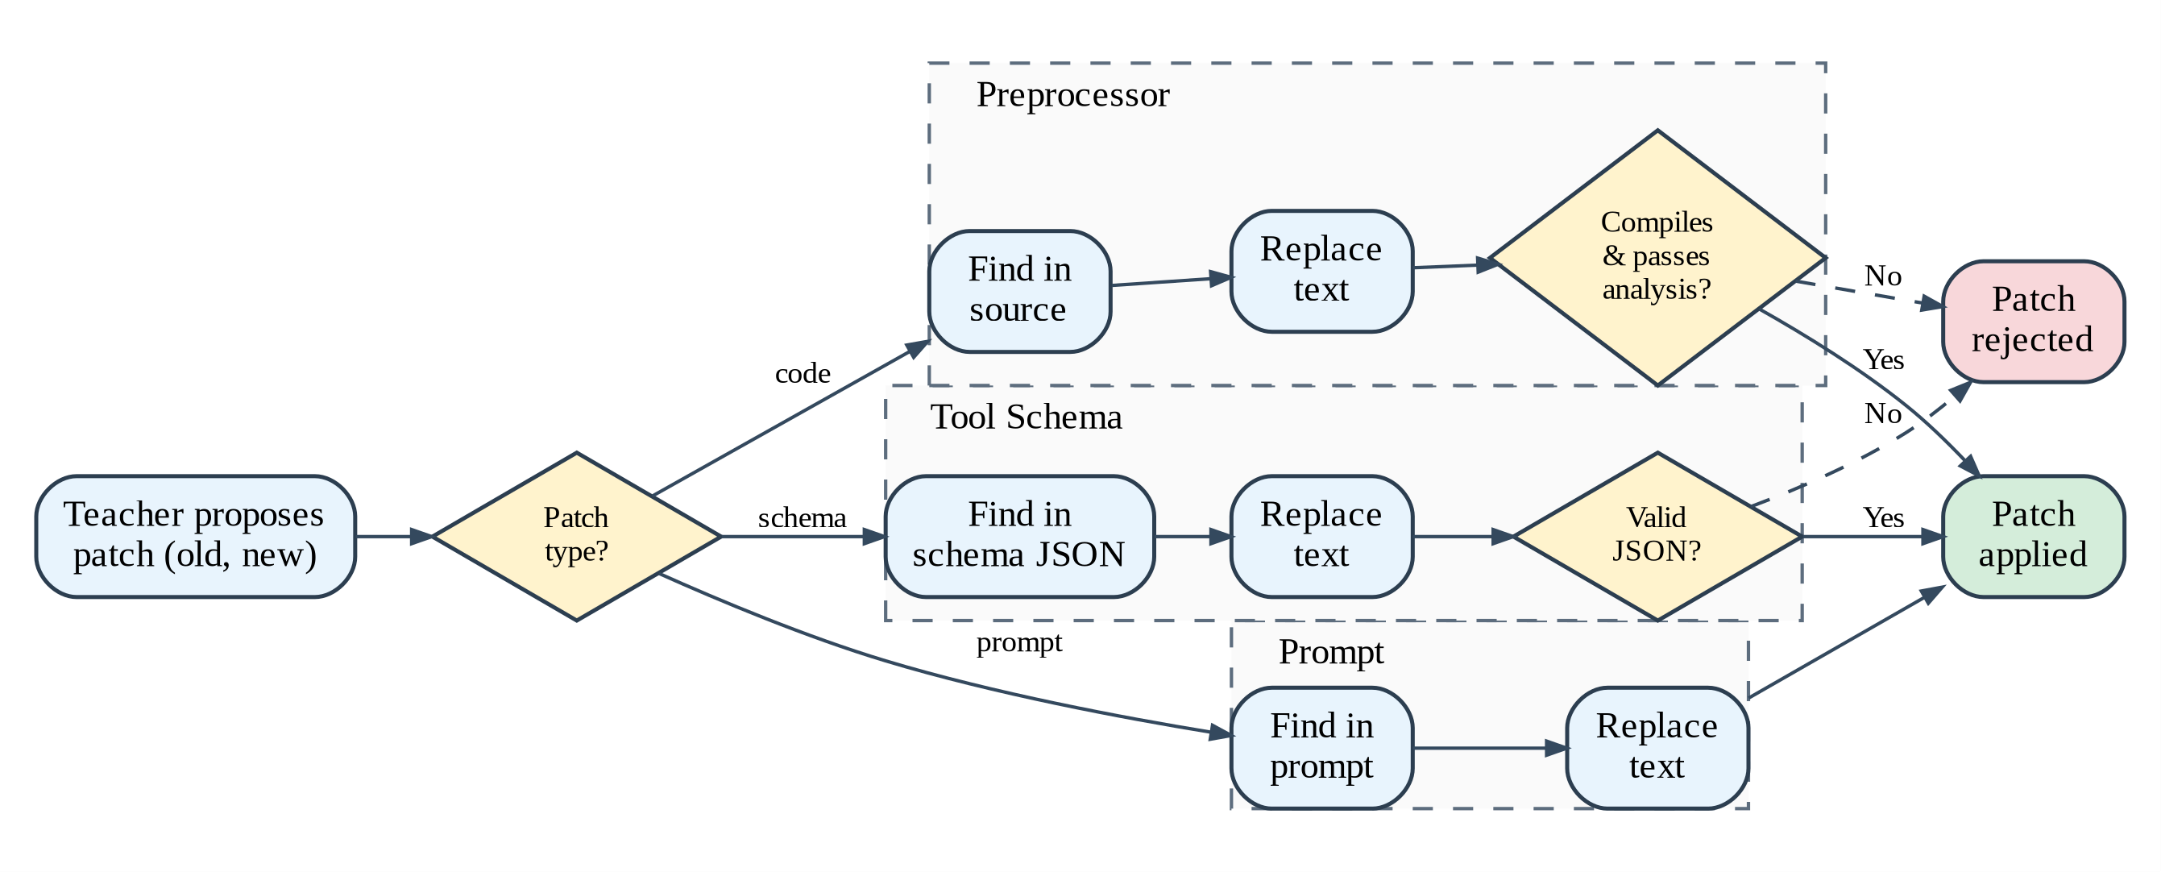 Teacher proposes
patch (old, new)
Patch
type?
code
schema
prompt
Preprocessor
Find in
source
Replace
text
Compiles
& passes
analysis?
No
Yes
Tool Schema
Find in
schema JSON
Replace
text
Valid
JSON?
No
Yes
Prompt
Find in
prompt
Replace
text
Patch
rejected
Patch
applied